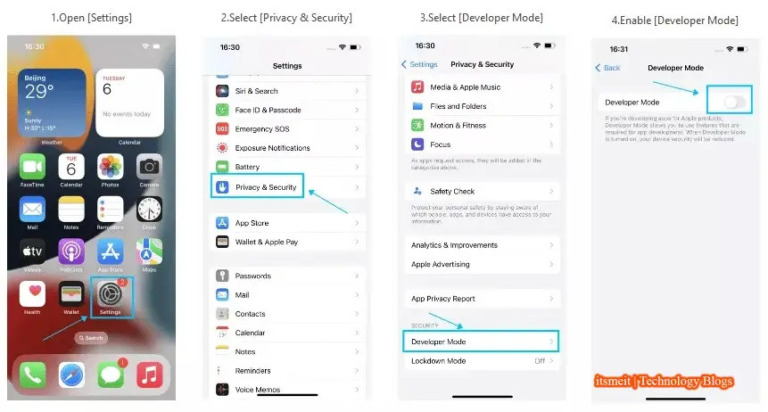 1.Open [Settings]
2.Select [Privacy & Security]
3.Select [Developer Mode]
4.Enable [Developer Mode]
16:30
Beijing
29°
Sunny
H:33° L:15°
Weather
TUESDAY
6
No events today
Calendar
FaceTime
TUE
6
Calendar
Photos
Camera
Mail
Notes
Reminders
Clock
tv
Videos
Podcasts
App Store
Maps
Health
Wallet
2
Settings
Search
1
16:30
Settings
Siri & Search
Face ID & Passcode
SOS
Emergency SOS
Exposure Notifications
Battery
Privacy & Security
App Store
Wallet & Apple Pay
Passwords
Mail
Contacts
Calendar
Notes
Reminders
Voice Memos
16:30
Settings
Privacy & Security
Media & Apple Music
Files and Folders
Motion & Fitness
Focus
As apps request access, they will be added in the
categories above.
Safety Check
Protect your personal safety by staying aware of
which people, apps, and devices have access to your
information.
Analytics & Improvements
Apple Advertising
App Privacy Report
SECURITY
Developer Mode
Lockdown Mode
Off
16:31
Back
Developer Mode
Developer Mode
If you're developing apps for Apple products,
Developer Mode allows you to use features that are
required for app development. When Developer Mode
is turned on, your device security will be reduced.
itsmeit | Technology Blogs